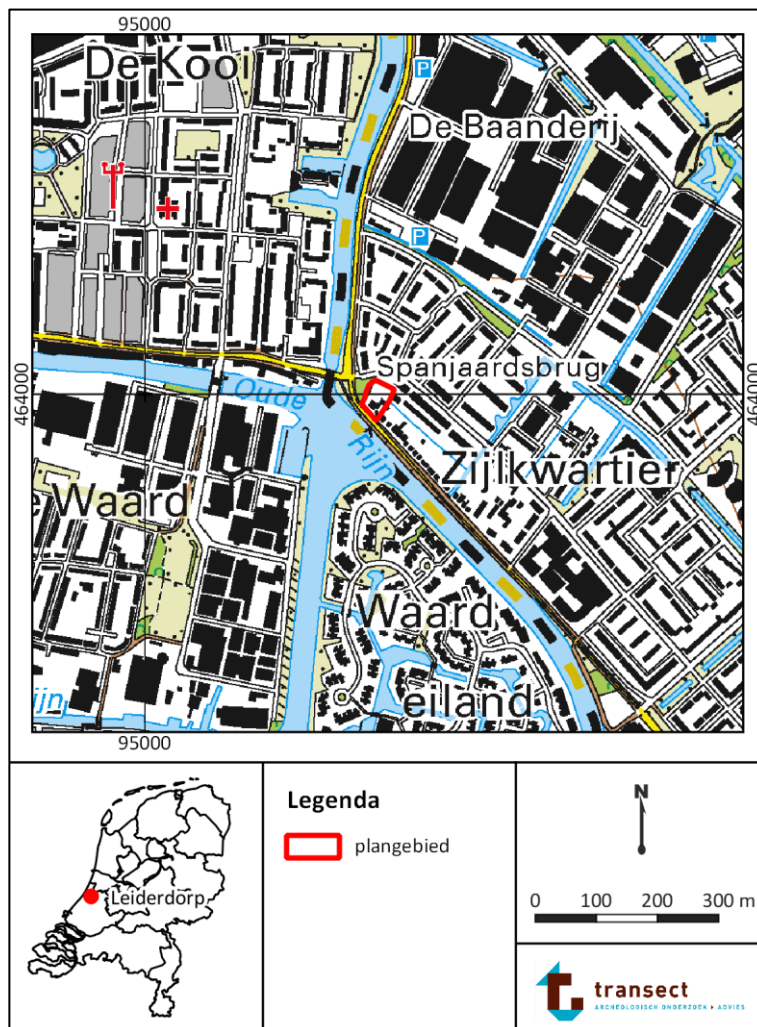 95000
De Kooi
P
De Baanderij
P
464000
464000
Spanjaardsbrug
Oude
Rijn
Zijlkwartier
e Waard
Waard
eiland
ijn
95000
Leiderdorp
Legenda
plangebied
N
0 100 200 300 m
transect
ARCHEOLOGISCH ONDERZOEK ▸ ADVIES